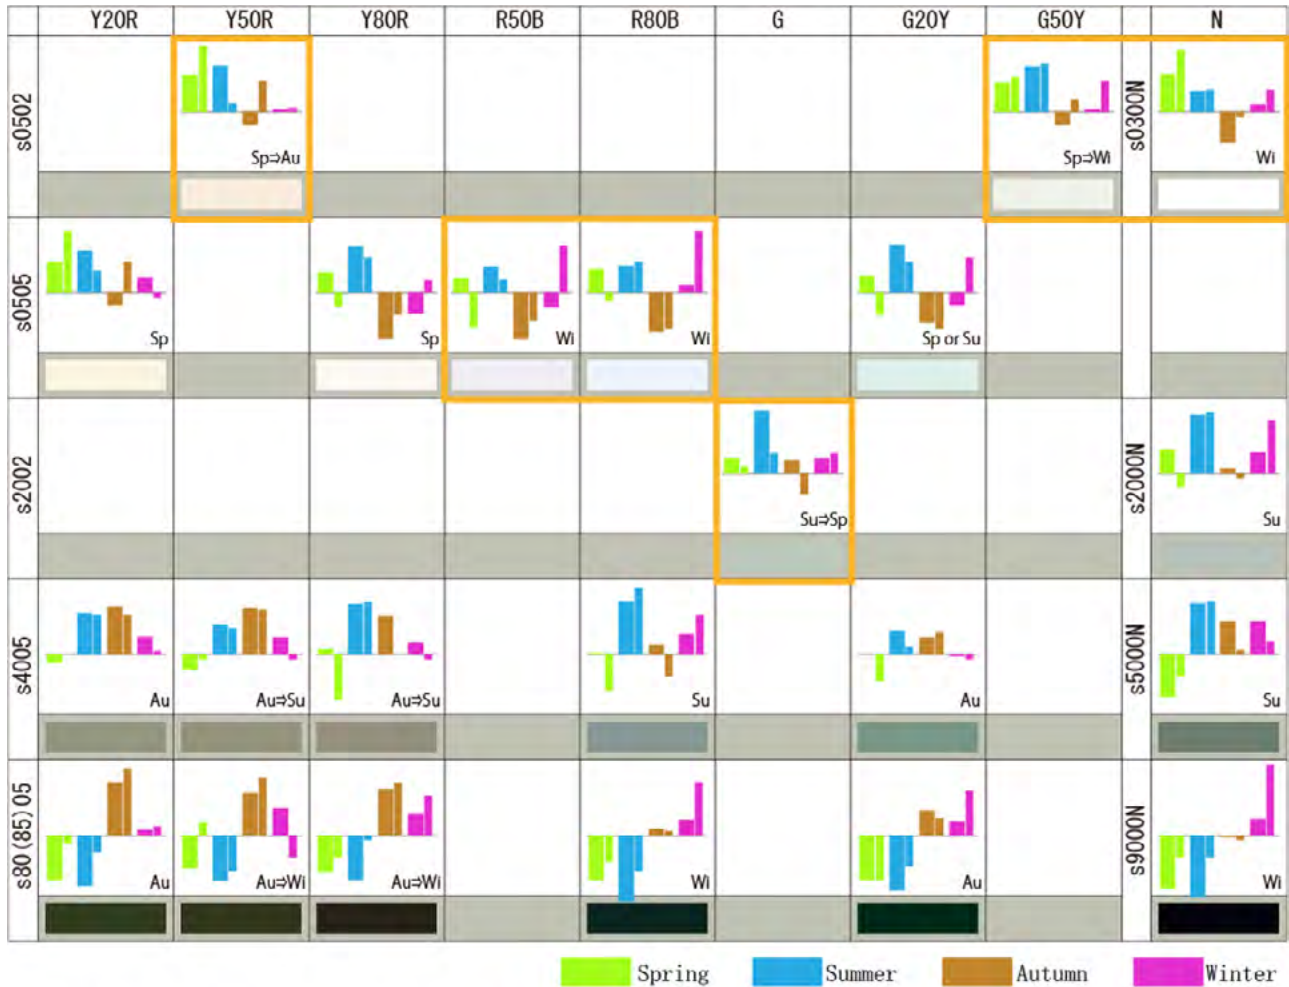 Y20R Y50R Y80R R50B R80B G G20Y G50Y N
s0502 Sp⇒Au Sp⇒Wi s0300N Wi
s0505 Sp Sp Wi Wi Sp or Su
s2002 Su⇒Sp s2000N Su
s4005 Au Au⇒Su Au⇒Su Su Au s5000N Su
s80(85)05 Au Au⇒Wi Au⇒Wi Wi Au s9000N Wi
Spring Summer Autumn Winter